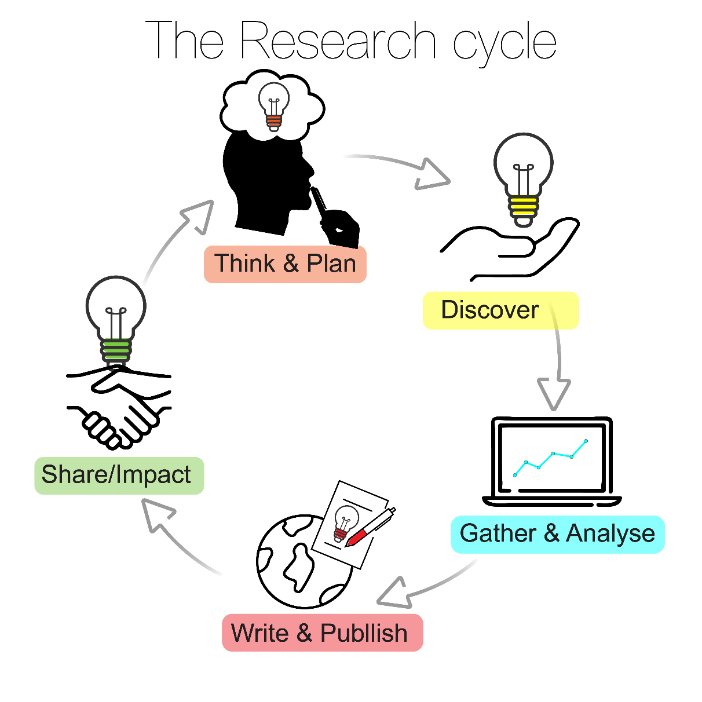 The Research cycle
Think & Plan
Discover
Gather & Analyse
Write & Publlish
Share/Impact